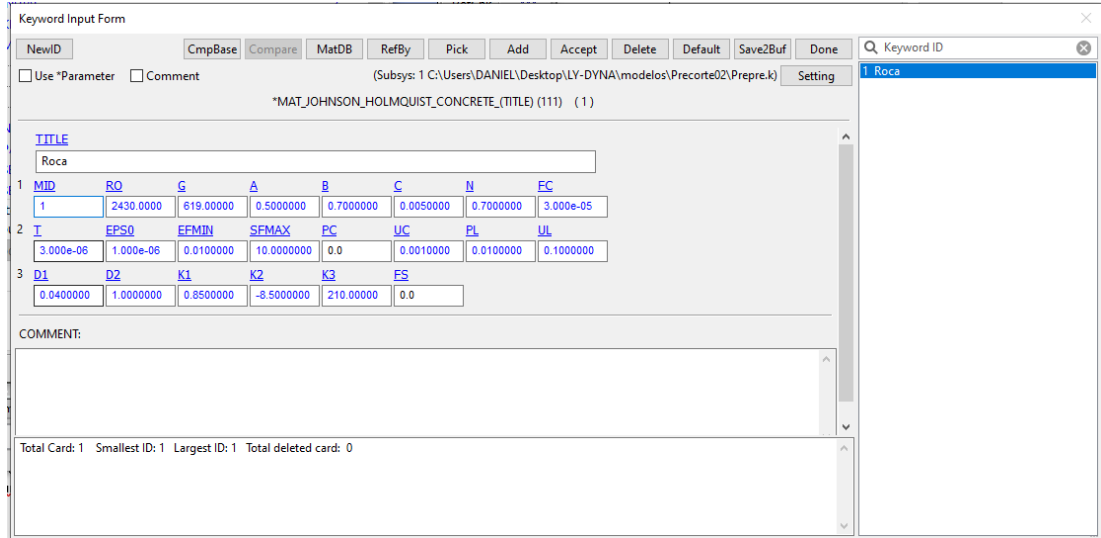 Keyword Input Form
NewID CmpBase Compare MatDB RefBy Pick Add Accept Delete Default Save2Buf Done
Keyword ID
Use *Parameter Comment (Subsys: 1 C:\Users\DANIEL\Desktop\LY-DYNA\modelos\Precorte02\Prepre.k) Setting
1 Roca
*MAT_JOHNSON_HOLMQUIST_CONCRETE_(TITLE) (111) (1)
TITLE
Roca
1 MID RO G A B C N FC
1 2430.0000 619.00000 0.5000000 0.7000000 0.0050000 0.7000000 3.000e-05
2 T EPS0 EFMIN SFMAX PC UC PL UL
3.000e-06 1.000e-06 0.0100000 10.0000000 0.0 0.0010000 0.0100000 0.1000000
3 D1 D2 K1 K2 K3 FS
0.0400000 1.0000000 0.8500000 -8.5000000 210.00000 0.0
COMMENT:
Total Card: 1 Smallest ID: 1 Largest ID: 1 Total deleted card: 0